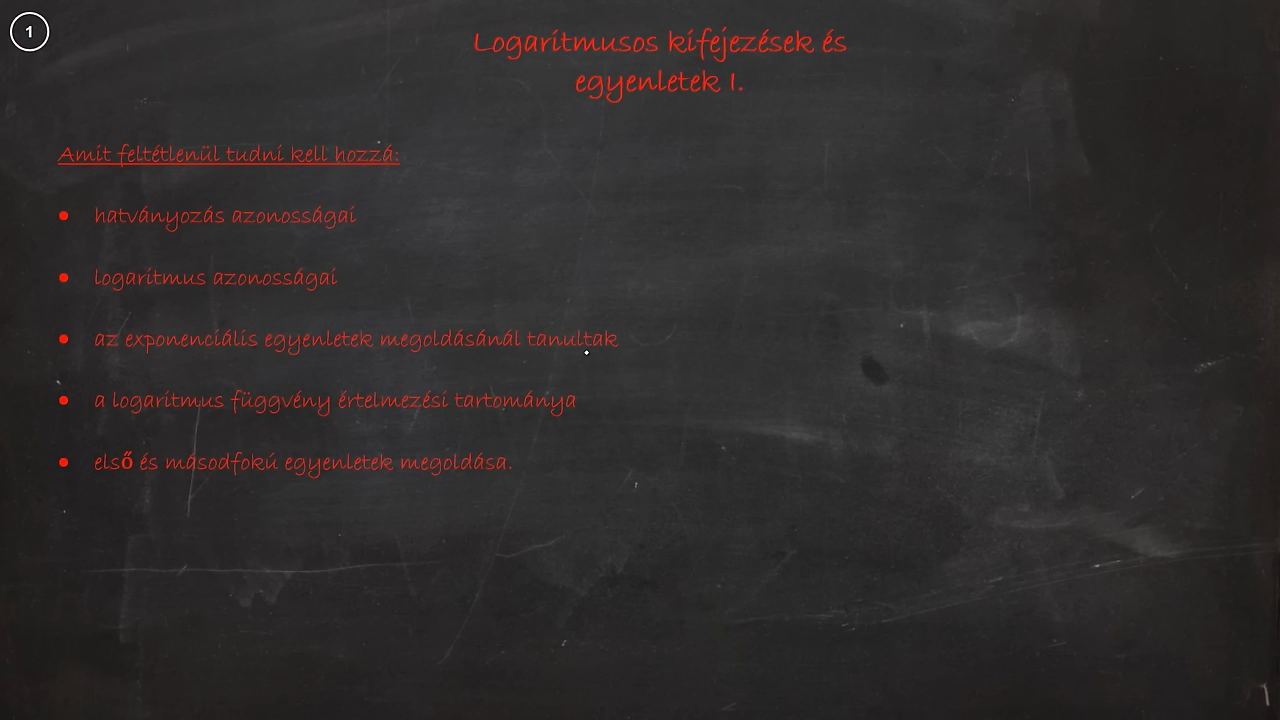 1
Logaritmusos kifejezések és
egyenletek I.
Amit feltétlenül tudni kell hozzá:
• hatványozás azonosságai
• logaritmus azonosságai
• az exponenciális egyenletek megoldásánál tanultak
• a logaritmus függvény értelmezési tartománya
• első és másodfokú egyenletek megoldása.